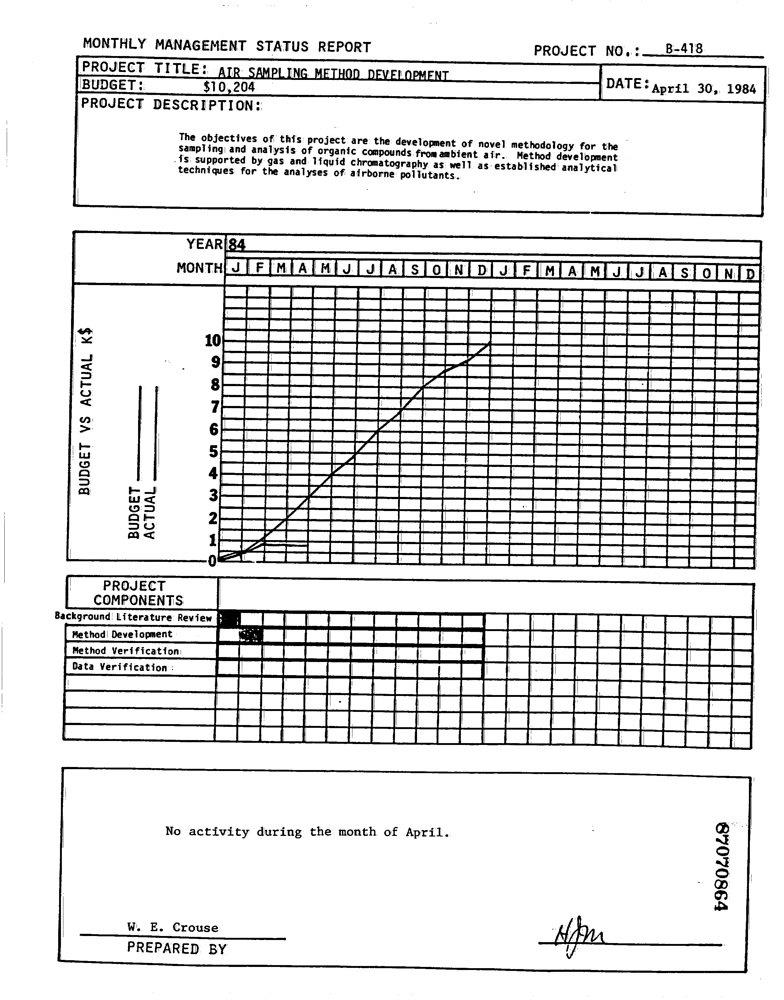 MONTHLY MANAGEMENT STATUS REPORT PROJECT NO.: B-418
PROJECT TITLE: AIR SAMPLING METHOD DEVELOPMENT
BUDGET: $10,204
DATE: April 30, 1984
PROJECT DESCRIPTION:
The objectives of this project are the development of novel methodology for the
sampling and analysis of organic compounds from ambient air. Method development
is supported by gas and liquid chromatography as well as established analytical
techniques for the analyses of airborne pollutants.
YEAR 84
MONTH J F M A M J J A S O N D J F M A M J J A S O N D
BUDGET VS ACTUAL K$
BUDGET
ACTUAL
10
9
8
7
6
5
4
3
2
1
0
PROJECT
COMPONENTS
Background Literature Review
Method Development
Method Verification
Data Verification
No activity during the month of April.
87070864
W. E. Crouse
PREPARED BY
HJM